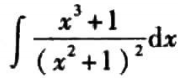 ∫ (x³+1)/(x²+1)² dx